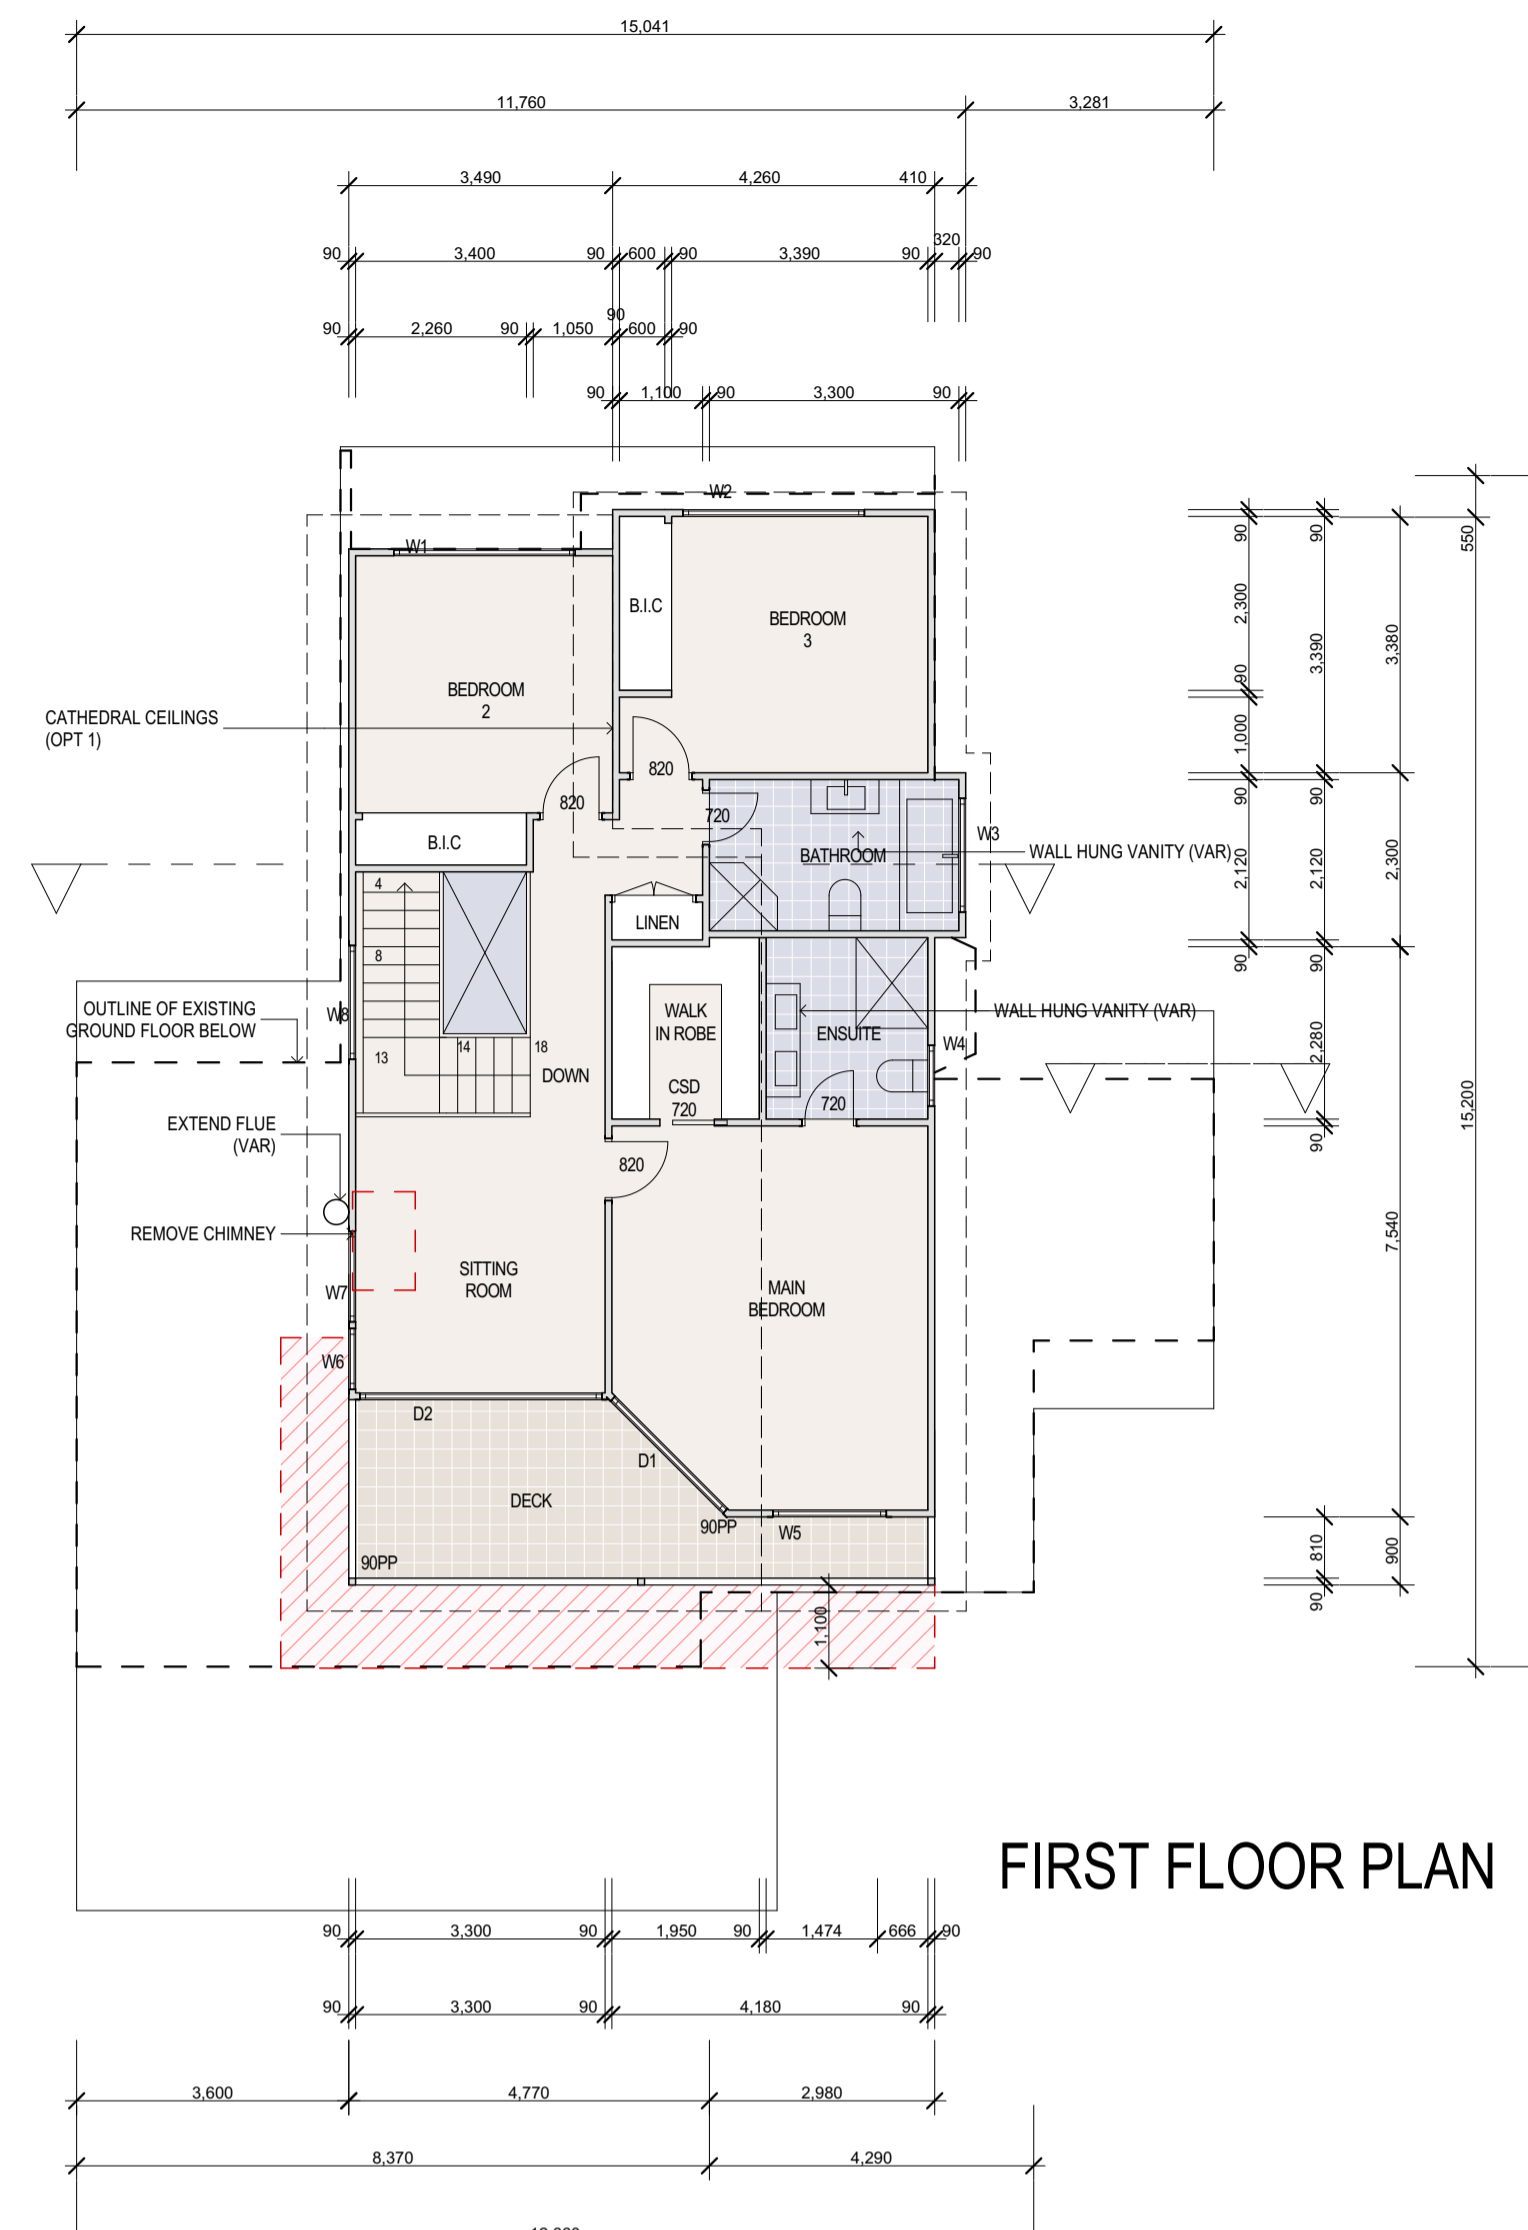 15,041
11,760 3,281
3,490 4,260 410
320
90 3,400 90 600 90 3,390 90 90
90
90 2,260 90 1,050 600 90
90 1,100 90 3,300 90
W2
W1
B.I.C
BEDROOM
3
BEDROOM
2
CATHEDRAL CEILINGS
(OPT 1)
820
820
720
B.I.C
BATHROOM
W3
WALL HUNG VANITY (VAR)
LINEN
4
8
13
14
18
DOWN
W8
OUTLINE OF EXISTING
GROUND FLOOR BELOW
WALK
IN ROBE
CSD
720
ENSUITE
WALL HUNG VANITY (VAR)
W4
720
EXTEND FLUE
(VAR)
820
REMOVE CHIMNEY
SITTING
ROOM
MAIN
BEDROOM
W7
W6
D2
D1
DECK
90PP
W5
90PP
1,100
90
2,300
90
1,000
90
2,120
90
90
3,390
90
2,120
90
2,280
90
810
90
3,380
2,300
7,540
900
550
15,200
FIRST FLOOR PLAN
90 3,300 90 1,950 90 1,474 666 90
90 3,300 90 4,180 90
3,600 4,770 2,980
8,370 4,290